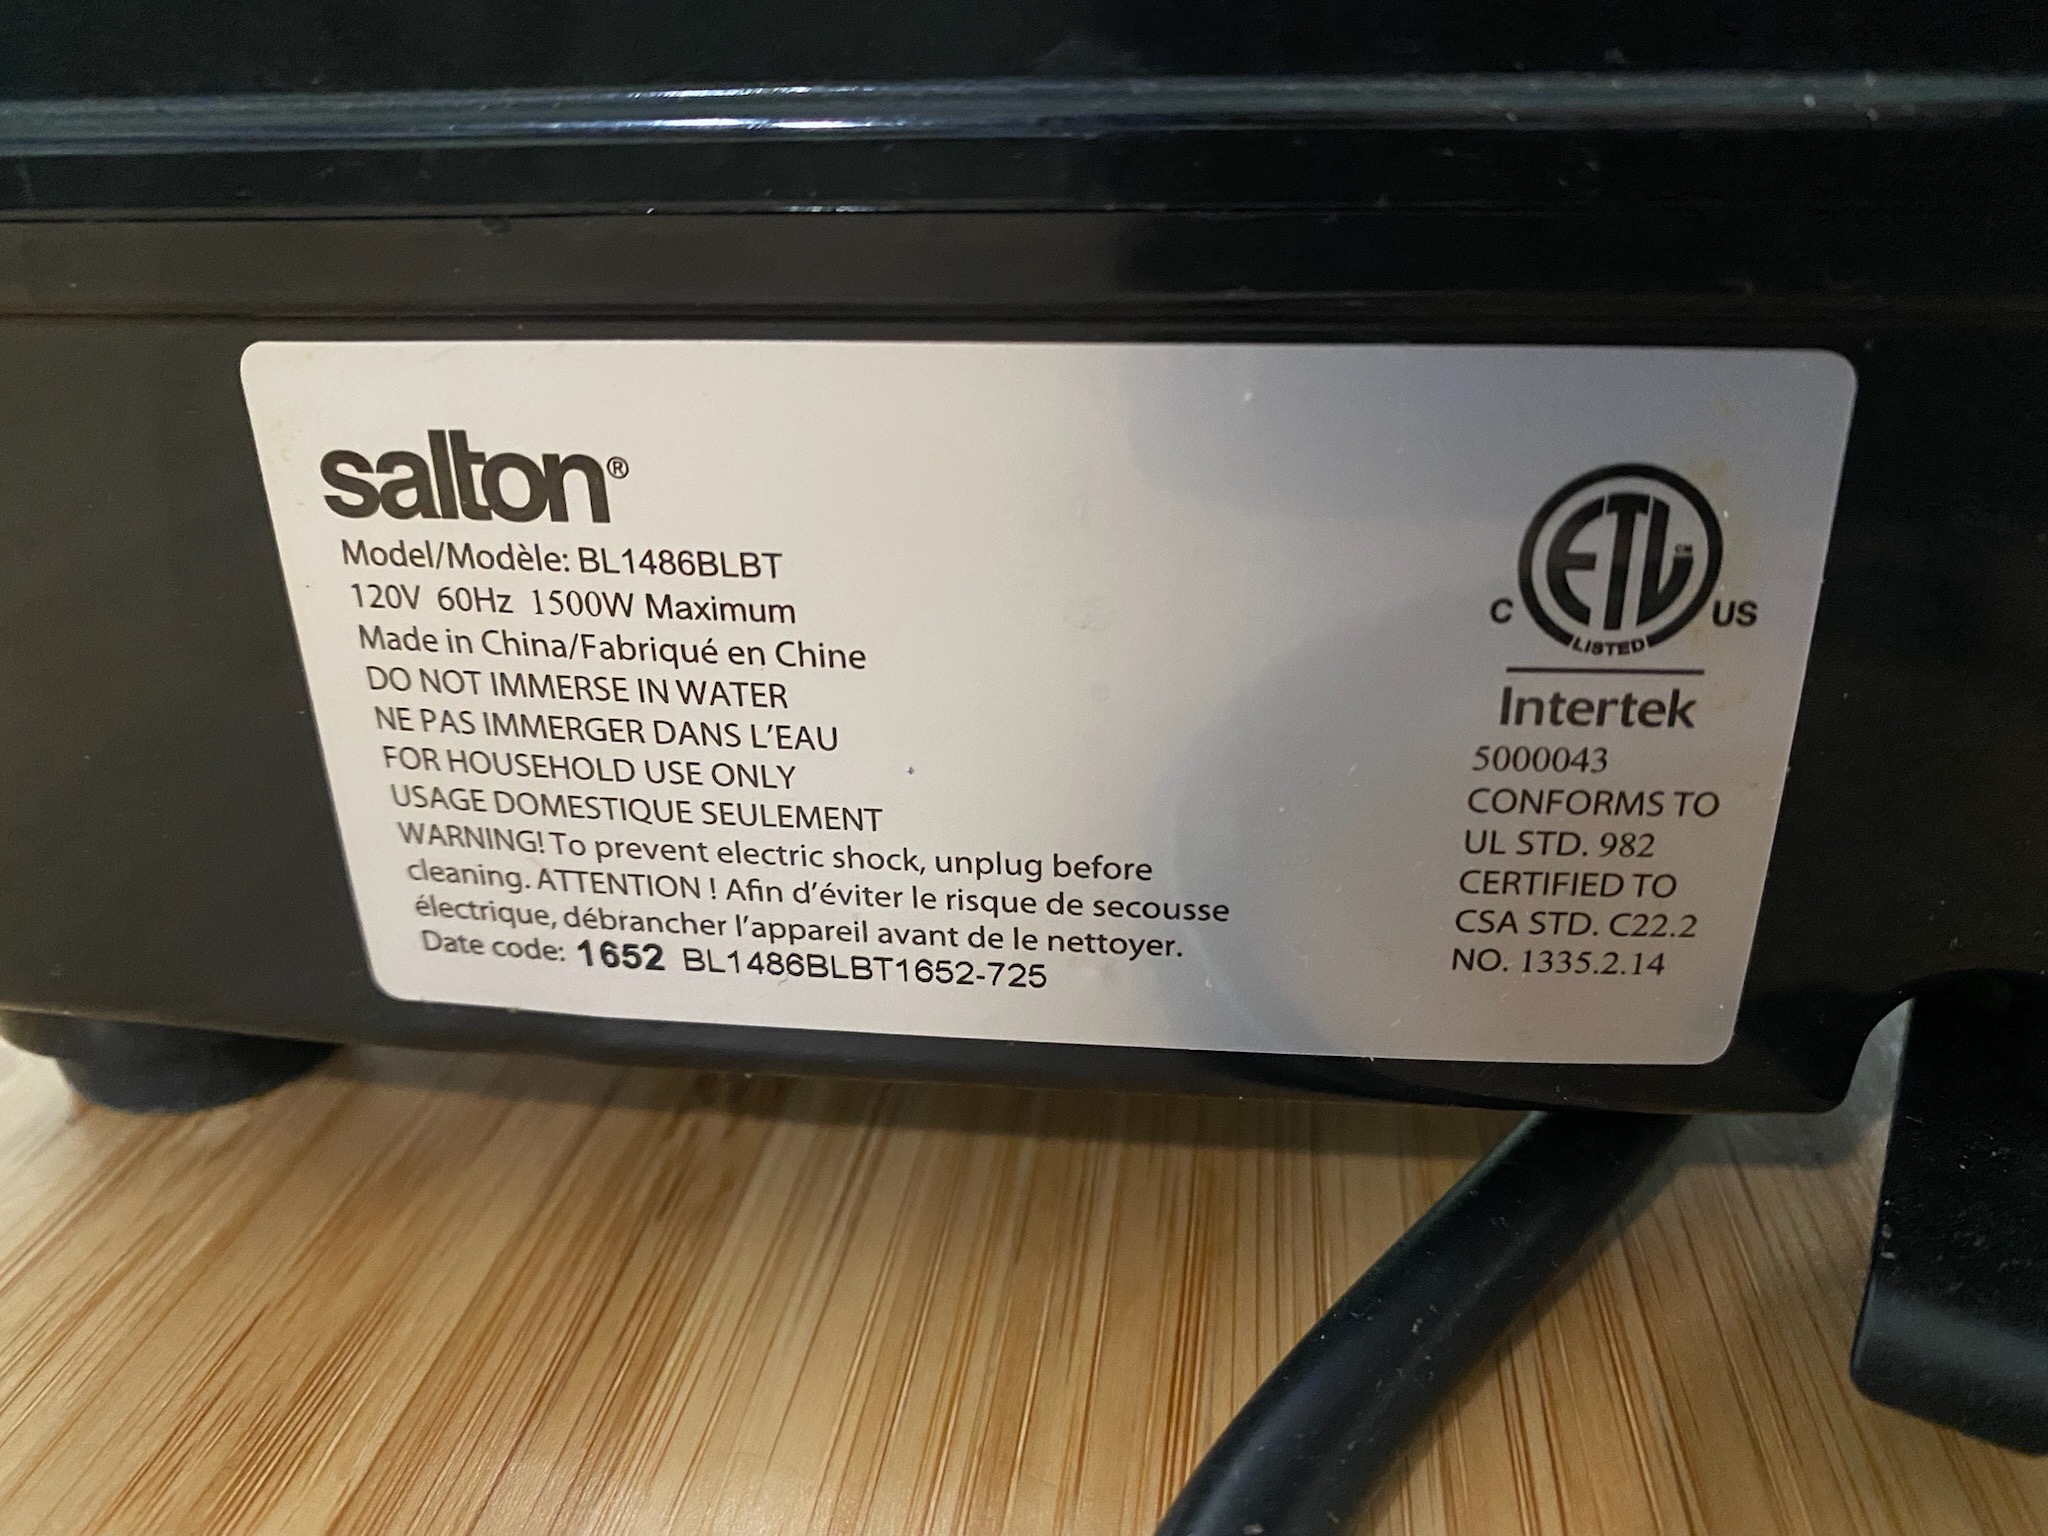 salton®
Model/Modèle: BL1486BLBT
120V 60Hz 1500W Maximum
Made in China/Fabriqué en Chine
DO NOT IMMERSE IN WATER
NE PAS IMMERGER DANS L'EAU
FOR HOUSEHOLD USE ONLY
USAGE DOMESTIQUE SEULEMENT
WARNING! To prevent electric shock, unplug before
cleaning. ATTENTION ! Afin d'éviter le risque de secousse
électrique, débrancher l'appareil avant de le nettoyer.
Date code: 1652 BL1486BLBT1652-725
ETL CM
C US
LISTED
Intertek
5000043
CONFORMS TO
UL STD. 982
CERTIFIED TO
CSA STD. C22.2
NO. 1335.2.14